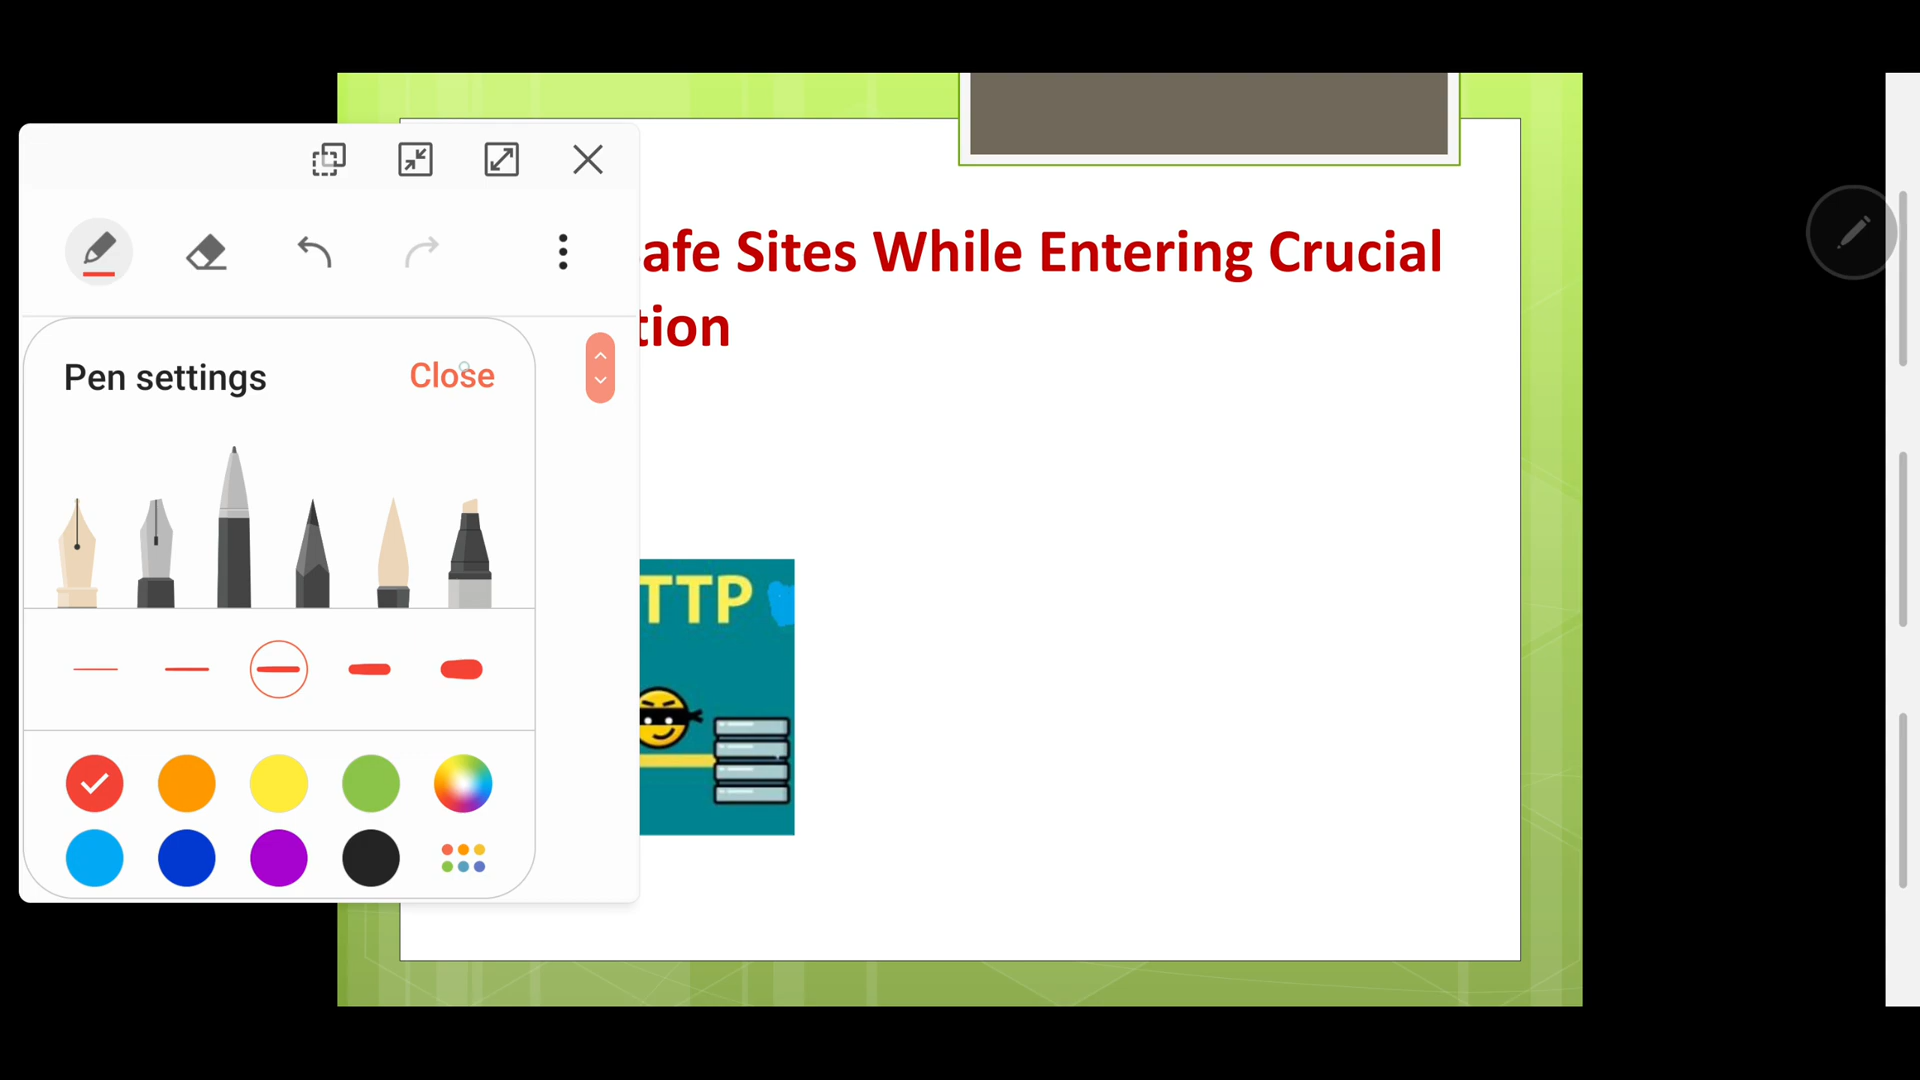 afe Sites While Entering Crucial
tion
Pen settings
Close
TTP